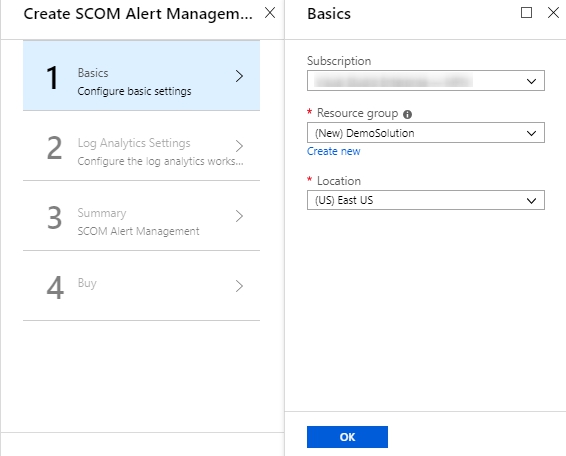 Create SCOM Alert Managem...
1
Basics
Configure basic settings
2
Log Analytics Settings
Configure the log analytics works...
3
Summary
SCOM Alert Management
4
Buy
Basics
Subscription
* Resource group
(New) DemoSolution
Create new
* Location
(US) East US
OK